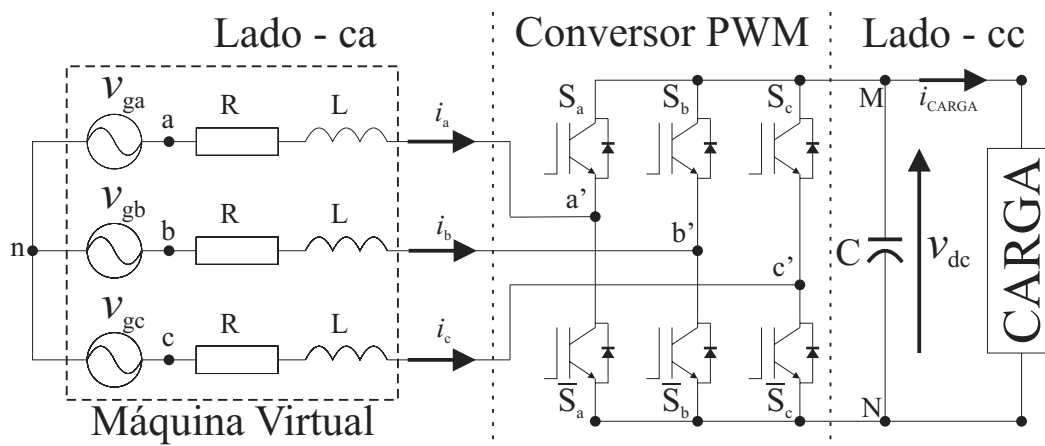 Lado - ca
Conversor PWM
Lado - cc
v_ga
a
R
L
i_a
S_a
S_b
S_c
M
i_CARGA
a'
v_gb
n
b
R
L
i_b
b'
C
v_dc
CARGA
c'
v_gc
c
R
L
i_c
S̅_a
S̅_b
S̅_c
N
Máquina Virtual